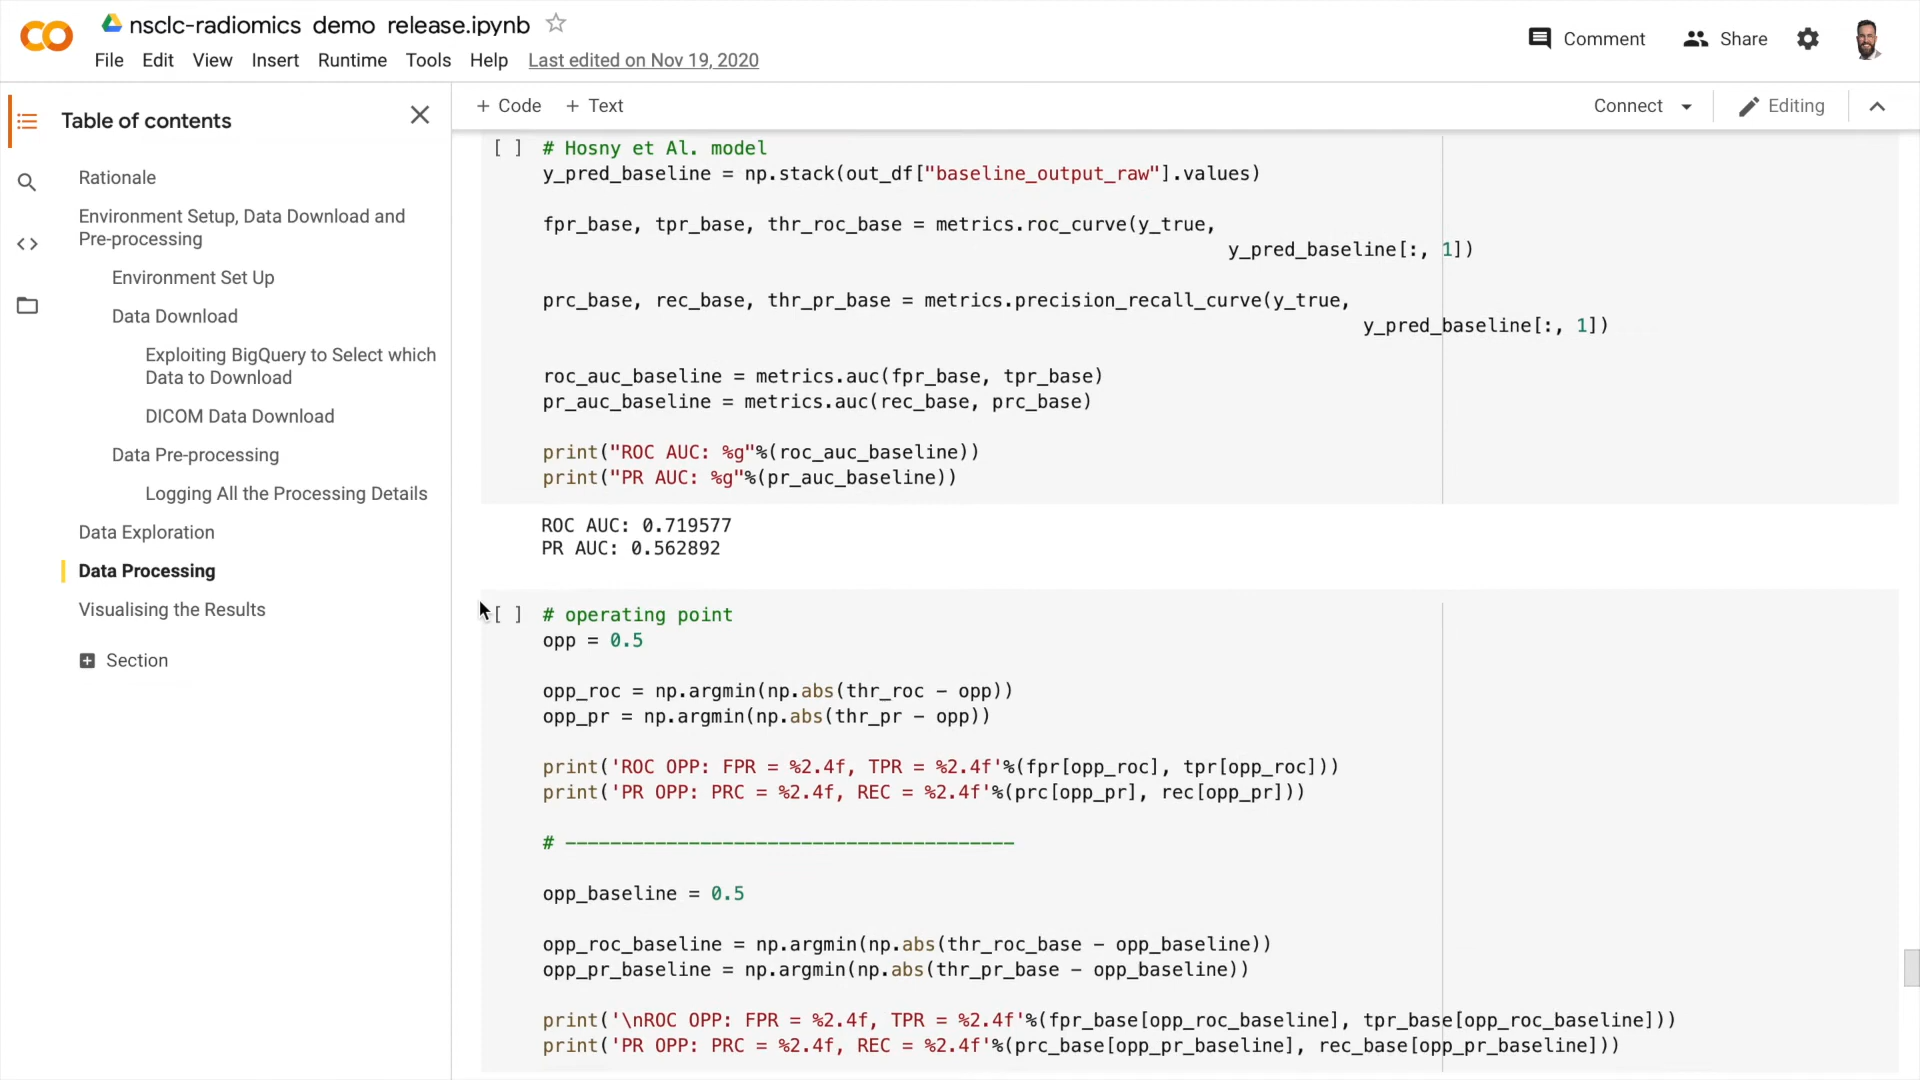 nsclc-radiomics demo release.ipynb
File Edit View Insert Runtime Tools Help Last edited on Nov 19, 2020
Comment Share
Table of contents
+ Code + Text
Connect Editing
Rationale
Environment Setup, Data Download and
Pre-processing
Environment Set Up
Data Download
Exploiting BigQuery to Select which
Data to Download
DICOM Data Download
Data Pre-processing
Logging All the Processing Details
Data Exploration
Data Processing
Visualising the Results
Section
[ ] # Hosny et Al. model
y_pred_baseline = np.stack(out_df["baseline_output_raw"].values)
fpr_base, tpr_base, thr_roc_base = metrics.roc_curve(y_true,
y_pred_baseline[:, 1])
prc_base, rec_base, thr_pr_base = metrics.precision_recall_curve(y_true,
y_pred_baseline[:, 1])
roc_auc_baseline = metrics.auc(fpr_base, tpr_base)
pr_auc_baseline = metrics.auc(rec_base, prc_base)
print("ROC AUC: %g"%(roc_auc_baseline))
print("PR AUC: %g"%(pr_auc_baseline))
ROC AUC: 0.719577
PR AUC: 0.562892
[ ] # operating point
opp = 0.5
opp_roc = np.argmin(np.abs(thr_roc - opp))
opp_pr = np.argmin(np.abs(thr_pr - opp))
print('ROC OPP: FPR = %2.4f, TPR = %2.4f'%(fpr[opp_roc], tpr[opp_roc]))
print('PR OPP: PRC = %2.4f, REC = %2.4f'%(prc[opp_pr], rec[opp_pr]))
# ----------------------------------------
opp_baseline = 0.5
opp_roc_baseline = np.argmin(np.abs(thr_roc_base - opp_baseline))
opp_pr_baseline = np.argmin(np.abs(thr_pr_base - opp_baseline))
print('\nROC OPP: FPR = %2.4f, TPR = %2.4f'%(fpr_base[opp_roc_baseline], tpr_base[opp_roc_baseline]))
print('PR OPP: PRC = %2.4f, REC = %2.4f'%(prc_base[opp_pr_baseline], rec_base[opp_pr_baseline]))